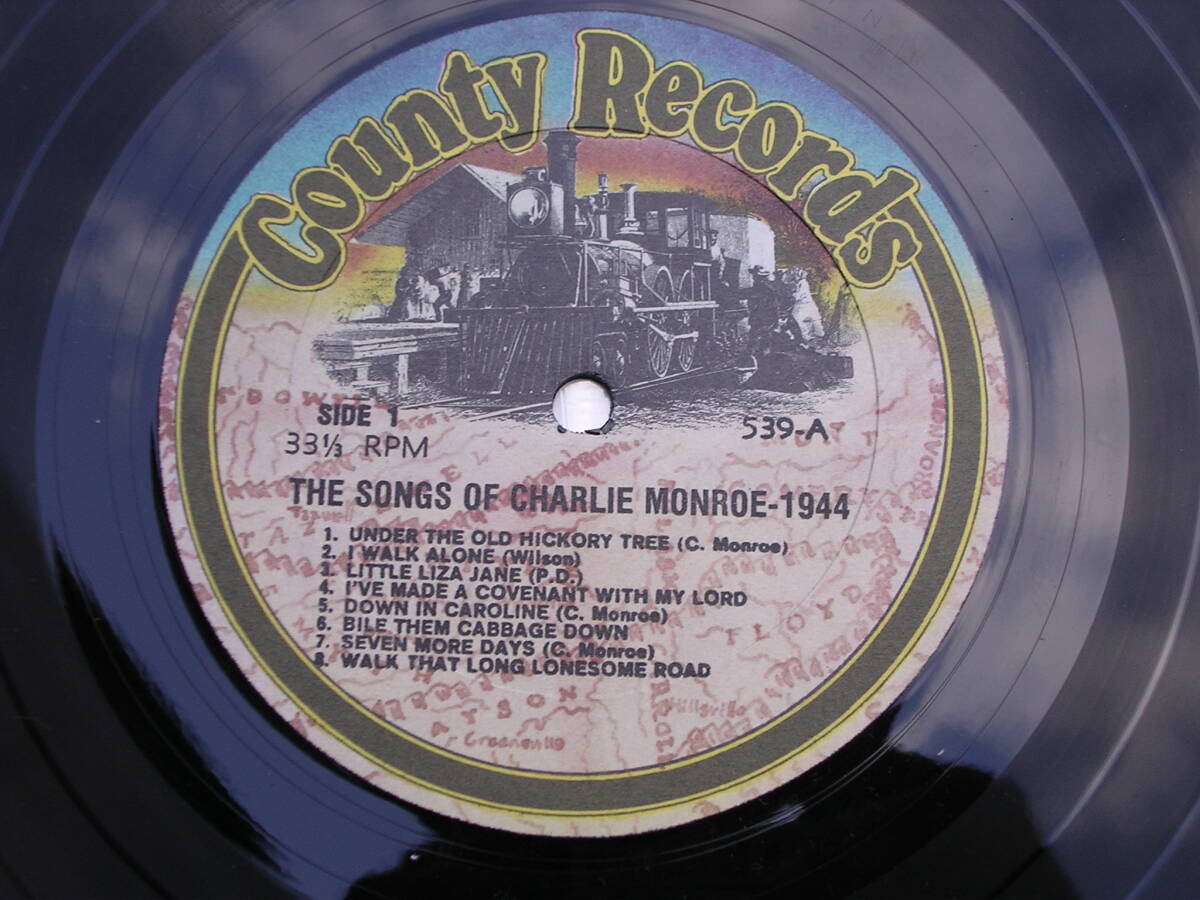 County Records
SIDE 1
33⅓ RPM
539-A
THE SONGS OF CHARLIE MONROE-1944
1. UNDER THE OLD HICKORY TREE (C. Monroe)
2. I WALK ALONE (Wilson)
3. LITTLE LIZA JANE (P.D.)
4. I'VE MADE A COVENANT WITH MY LORD
5. DOWN IN CAROLINE (C. Monroe)
6. BILE THEM CABBAGE DOWN
7. SEVEN MORE DAYS (C. Monroe)
8. WALK THAT LONG LONESOME ROAD
FLOYD
Hillsville
Greeneville